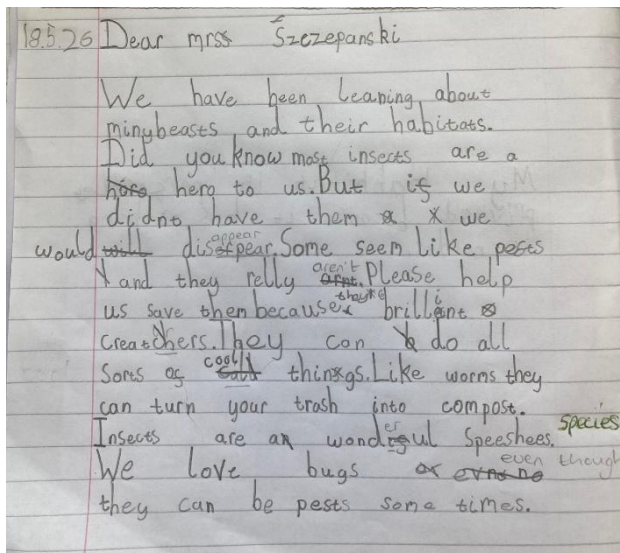 18.5.26 Dear mrss Szczepanski
We have been leaning about
minybeasts and their habitats.
Did you know most insects are a
hero to us. But if we
didnt have them we
would disappear. Some seem like pests
and they relly aren't. Please help
us save them because they're brilliant
creatchers. They can do all
Sorts of cool things. Like worms they
can turn your trash into compost.
Insects are an wonderful Speeshees. species
We love bugs even though
they can be pests some times.